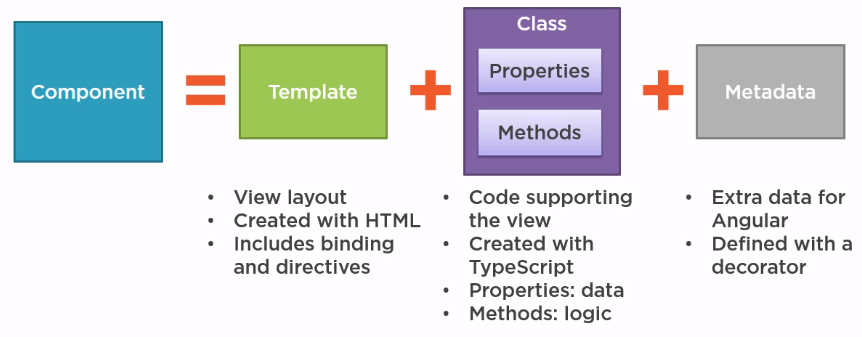 Component
=
Template
+
Class
Properties
Methods
+
Metadata
• View layout
• Created with HTML
• Includes binding
and directives
• Code supporting
the view
• Created with
TypeScript
• Properties: data
• Methods: logic
• Extra data for
Angular
• Defined with a
decorator